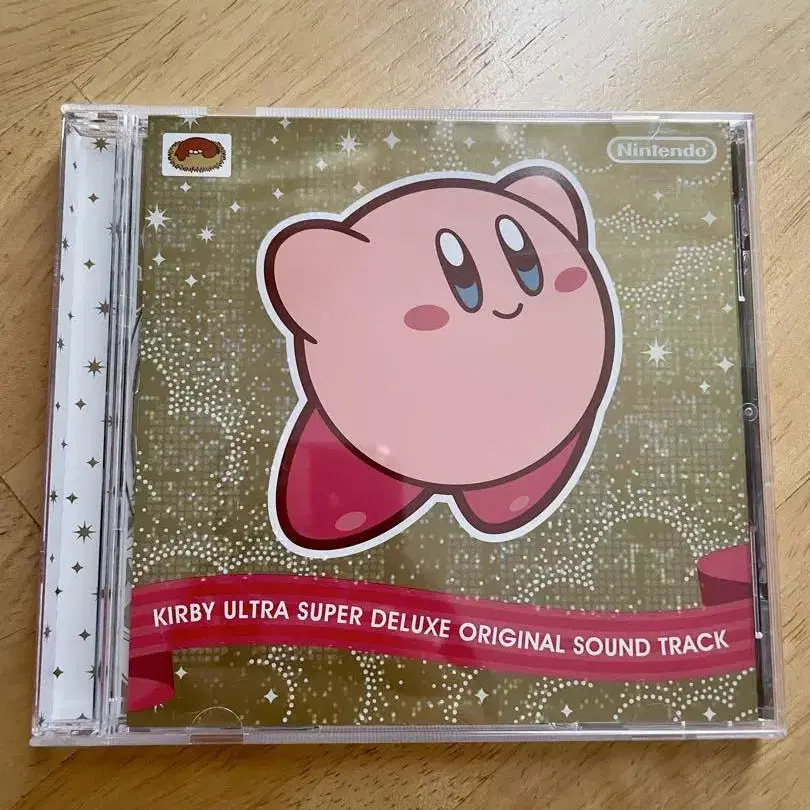 Nintendo
KIRBY ULTRA SUPER DELUXE ORIGINAL SOUND TRACK